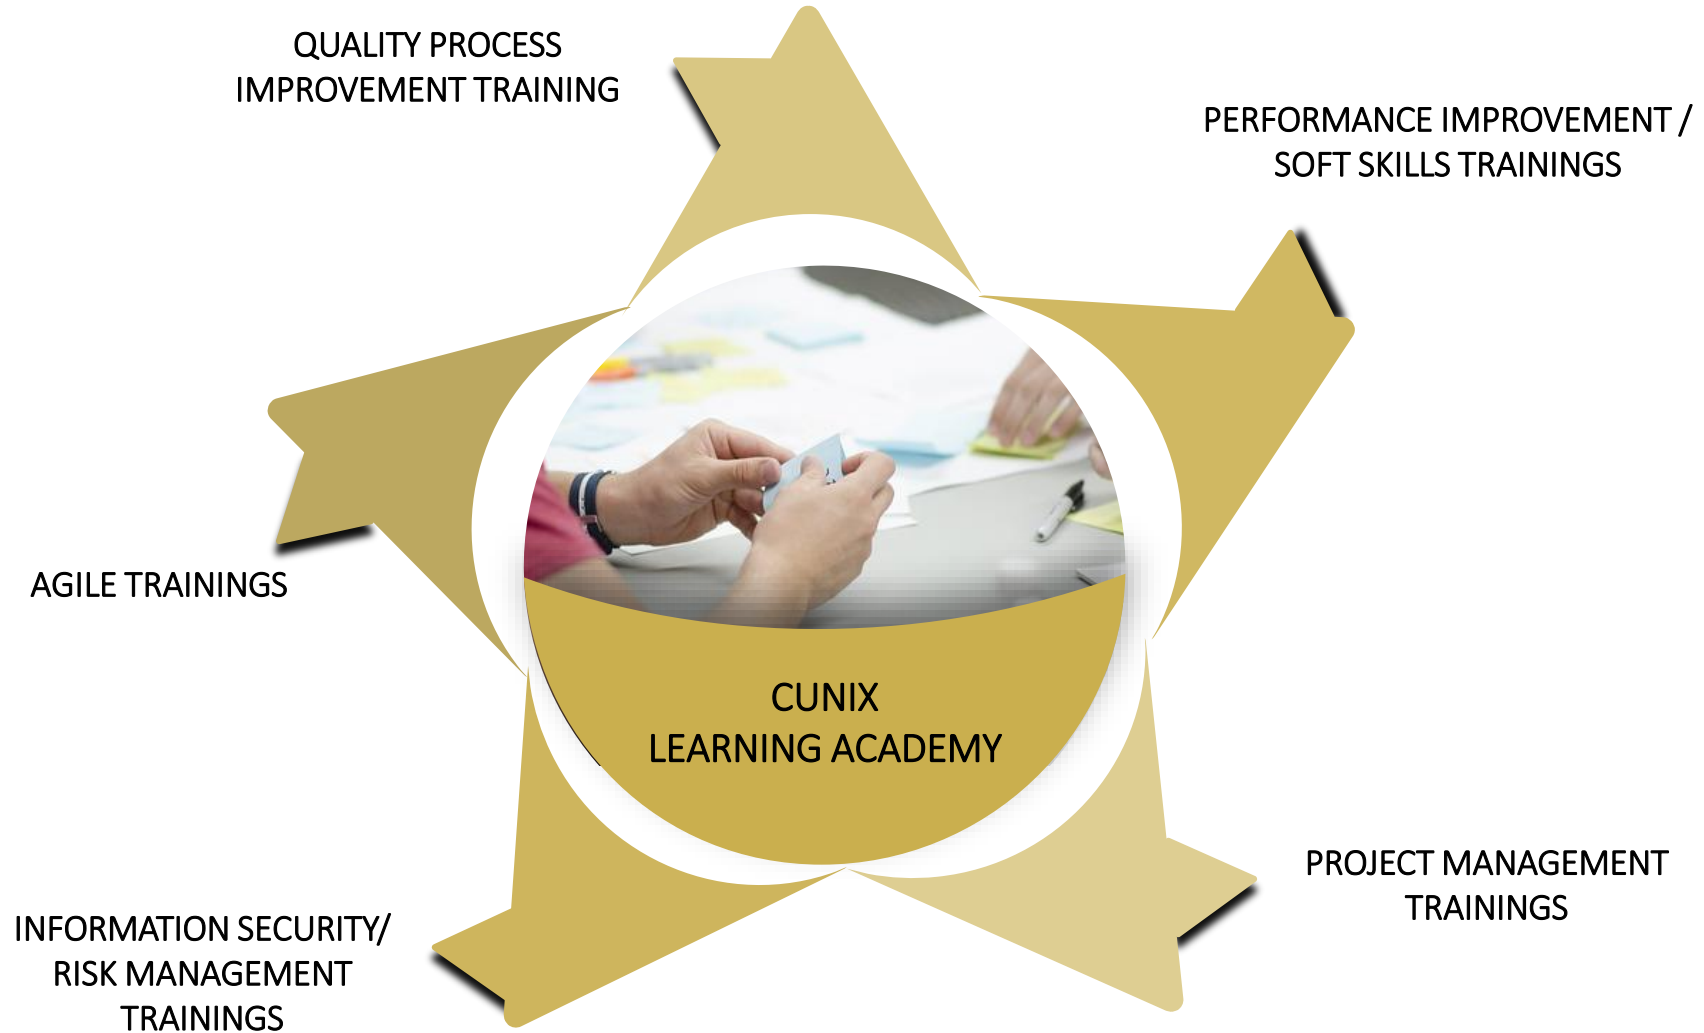 QUALITY PROCESS
IMPROVEMENT TRAINING
PERFORMANCE IMPROVEMENT /
SOFT SKILLS TRAININGS
AGILE TRAININGS
CUNIX
LEARNING ACADEMY
PROJECT MANAGEMENT
TRAININGS
INFORMATION SECURITY/
RISK MANAGEMENT
TRAININGS